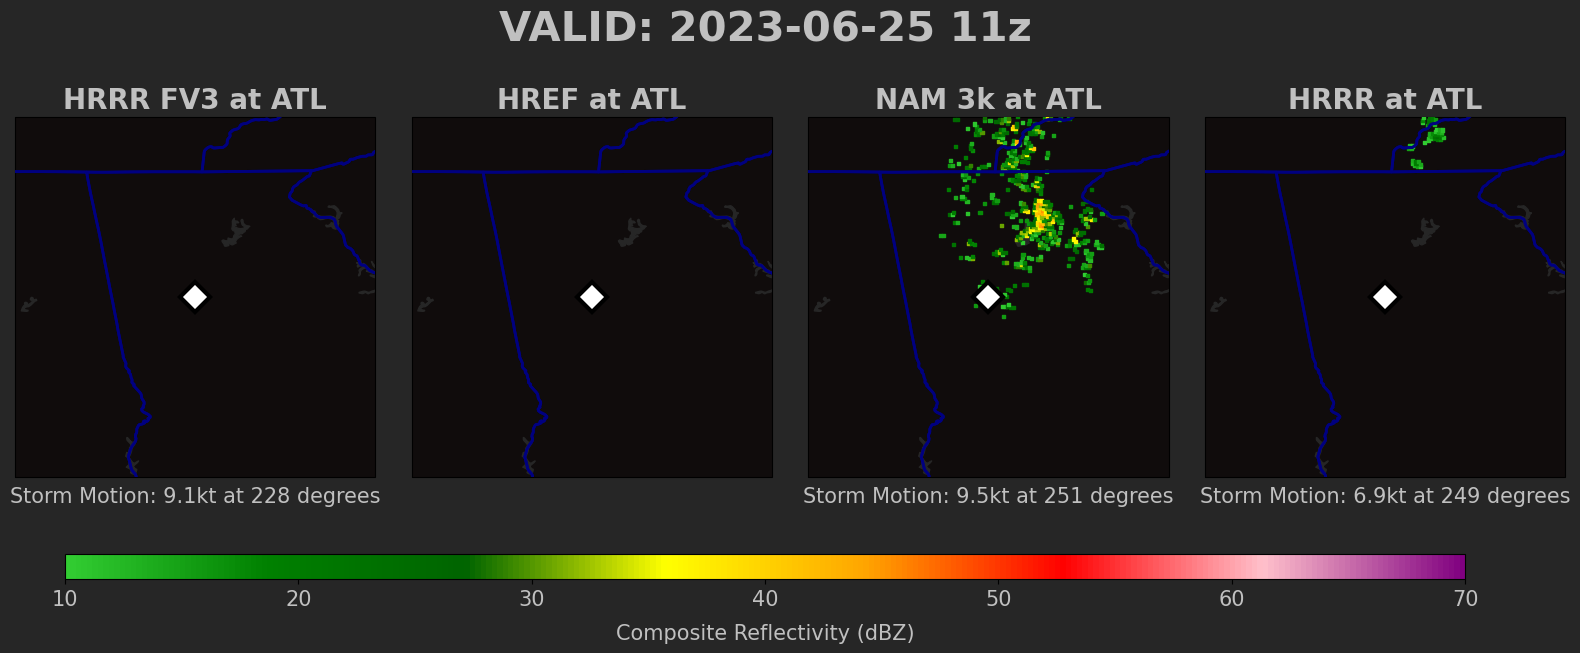 VALID: 2023-06-25 11z
HRRR FV3 at ATL
HREF at ATL
NAM 3k at ATL
HRRR at ATL
Storm Motion: 9.1kt at 228 degrees
Storm Motion: 9.5kt at 251 degrees
Storm Motion: 6.9kt at 249 degrees
10 20 30 40 50 60 70
Composite Reflectivity (dBZ)